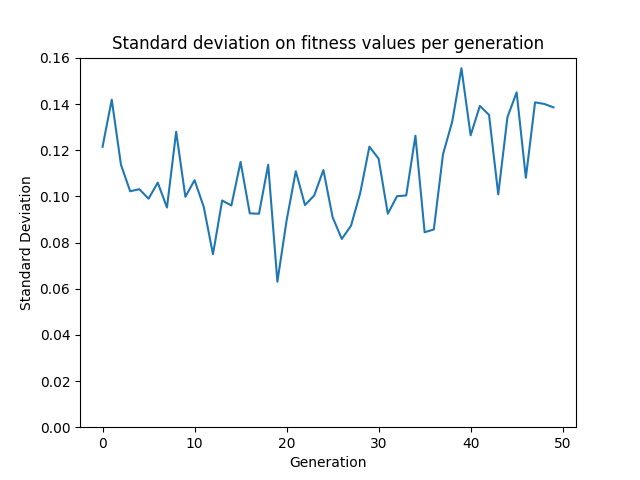 Standard deviation on fitness values per generation
0.16
0.14
0.12
0.10
0.08
0.06
0.04
0.02
0.00
Standard Deviation
0 10 20 30 40 50
Generation